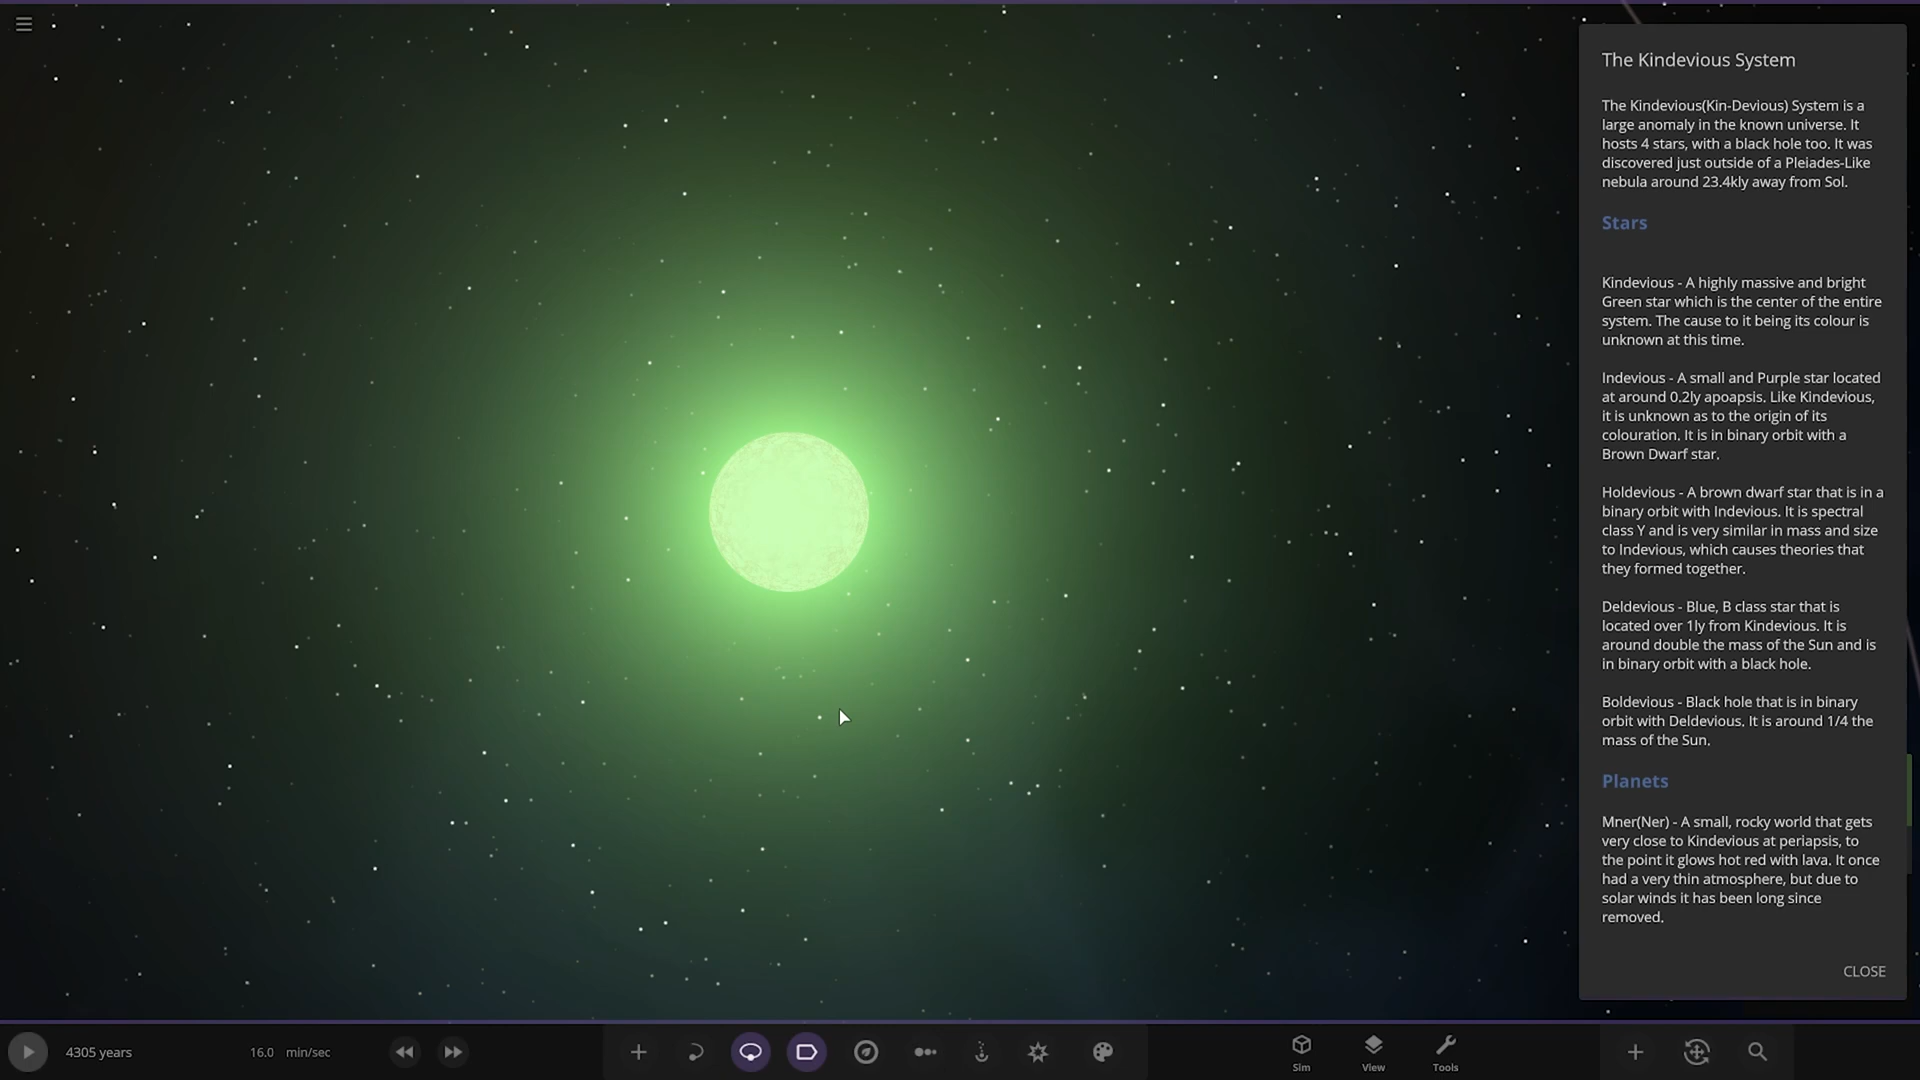 The Kindevious System
The Kindevious(Kin-Devious) System is a
large anomaly in the known universe. It
hosts 4 stars, with a black hole too. It was
discovered just outside of a Pleiades-Like
nebula around 23.4kly away from Sol.
Stars
Kindevious - A highly massive and bright
Green star which is the center of the entire
system. The cause to it being its colour is
unknown at this time.
Indevious - A small and Purple star located
at around 0.2ly apoapsis. Like Kindevious,
it is unknown as to the origin of its
colouration. It is in binary orbit with a
Brown Dwarf star.
Holdevious - A brown dwarf star that is in a
binary orbit with Indevious. It is spectral
class Y and is very similar in mass and size
to Indevious, which causes theories that
they formed together.
Deldevious - Blue, B class star that is
located over 1ly from Kindevious. It is
around double the mass of the Sun and is
in binary orbit with a black hole.
Boldevious - Black hole that is in binary
orbit with Deldevious. It is around 1/4 the
mass of the Sun.
Planets
Mner(Ner) - A small, rocky world that gets
very close to Kindevious at periapsis, to
the point it glows hot red with lava. It once
had a very thin atmosphere, but due to
solar winds it has been long since
removed.
CLOSE
4305 years
16.0 min/sec
Sim
View
Tools